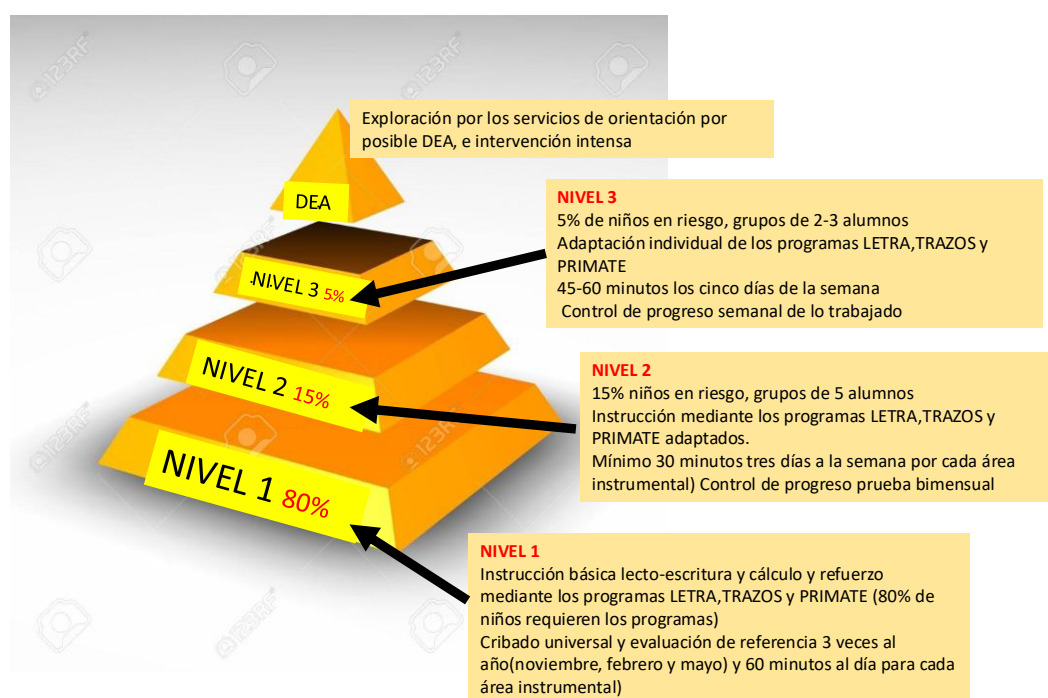 Exploración por los servicios de orientación por
posible DEA, e intervención intensa
DEA
NIVEL 3
5% de niños en riesgo, grupos de 2-3 alumnos
Adaptación individual de los programas LETRA,TRAZOS y
PRIMATE
45-60 minutos los cinco días de la semana
Control de progreso semanal de lo trabajado
NIVEL 3 5%
NIVEL 2
15% niños en riesgo, grupos de 5 alumnos
Instrucción mediante los programas LETRA,TRAZOS y
PRIMATE adaptados.
Mínimo 30 minutos tres días a la semana por cada área
instrumental) Control de progreso prueba bimensual
NIVEL 2 15%
NIVEL 1 80%
NIVEL 1
Instrucción básica lecto-escritura y cálculo y refuerzo
mediante los programas LETRA,TRAZOS y PRIMATE (80% de
niños requieren los programas)
Cribado universal y evaluación de referencia 3 veces al
año(noviembre, febrero y mayo) y 60 minutos al día para cada
área instrumental)
123RF
123RF
123RF
123RF
123RF
123RF